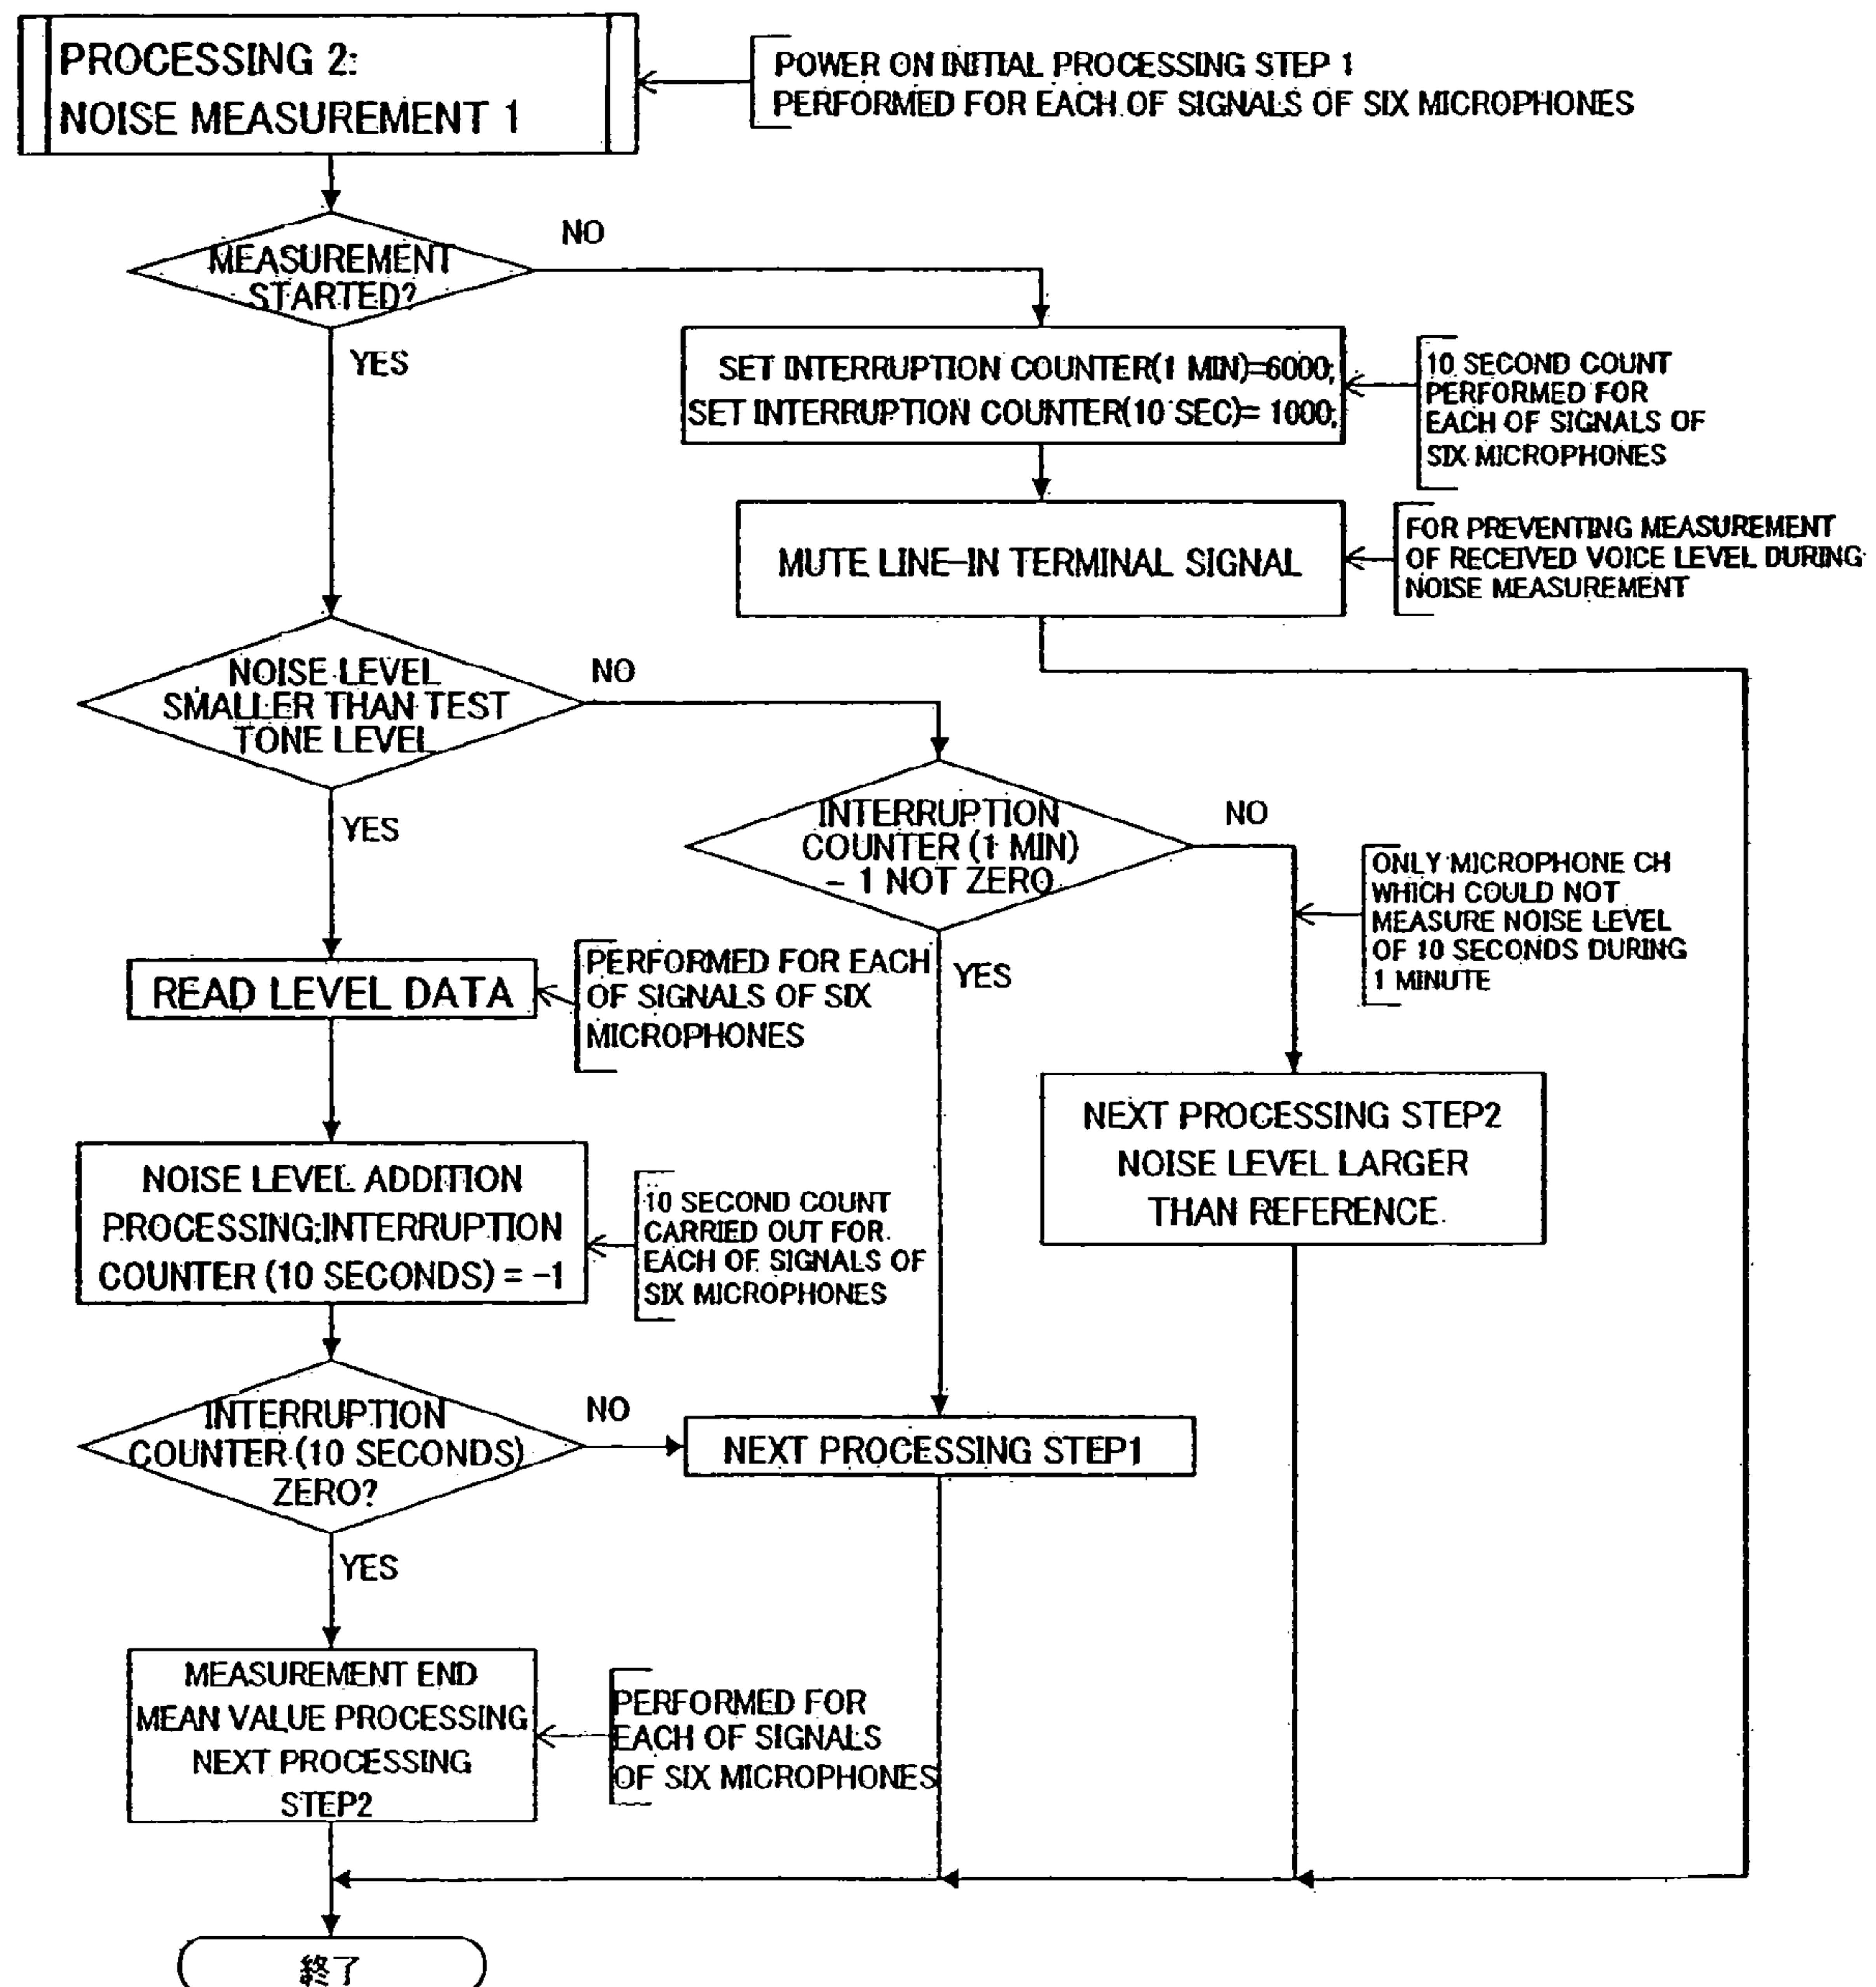 PROCESSING 2:
NOISE MEASUREMENT 1
POWER ON INITIAL PROCESSING STEP 1
PERFORMED FOR EACH OF SIGNALS OF SIX MICROPHONES
MEASUREMENT
STARTED?
NO
YES
SET INTERRUPTION COUNTER(1 MIN)=6000;
SET INTERRUPTION COUNTER(10 SEC)= 1000;
10 SECOND COUNT
PERFORMED FOR
EACH OF SIGNALS OF
SIX MICROPHONES
MUTE LINE-IN TERMINAL SIGNAL
FOR PREVENTING MEASUREMENT
OF RECEIVED VOICE LEVEL DURING
NOISE MEASUREMENT
NOISE LEVEL
SMALLER THAN TEST
TONE LEVEL
NO
YES
INTERRUPTION
COUNTER (1 MIN)
- 1 NOT ZERO
NO
YES
ONLY MICROPHONE CH
WHICH COULD NOT
MEASURE NOISE LEVEL
OF 10 SECONDS DURING
1 MINUTE
READ LEVEL DATA
PERFORMED FOR EACH
OF SIGNALS OF SIX
MICROPHONES
NEXT PROCESSING STEP2
NOISE LEVEL LARGER
THAN REFERENCE
NOISE LEVEL ADDITION
PROCESSING;INTERRUPTION
COUNTER (10 SECONDS) = -1
10 SECOND COUNT
CARRIED OUT FOR
EACH OF SIGNALS OF
SIX MICROPHONES
INTERRUPTION
COUNTER (10 SECONDS)
ZERO?
NO
YES
NEXT PROCESSING STEP1
MEASUREMENT END
MEAN VALUE PROCESSING
NEXT PROCESSING
STEP2
PERFORMED FOR
EACH OF SIGNALS
OF SIX MICROPHONES
終了